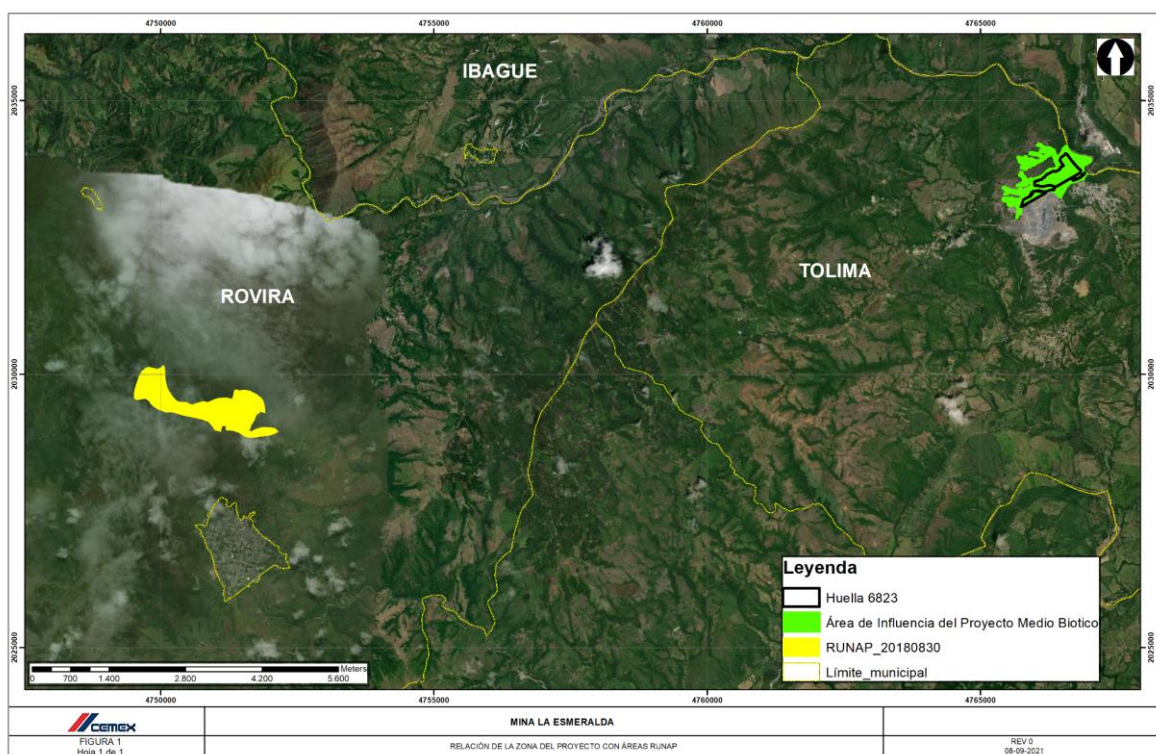 4750000 4755000 4760000 4765000
2035000 2035000
IBAGUE
TOLIMA
ROVIRA
2030000 2030000
Leyenda
Huella 6823
Área de Influencia del Proyecto Medio Biotico
RUNAP_20180830
Límite_municipal
2025000 2025000
Meters
0 700 1.400 2.800 4.200 5.600
4750000 4755000 4760000 4765000
CEMEX
FIGURA 1
Hoja 1 de 1
MINA LA ESMERALDA
RELACIÓN DE LA ZONA DEL PROYECTO CON ÁREAS RUNAP
REV 0
08-09-2021